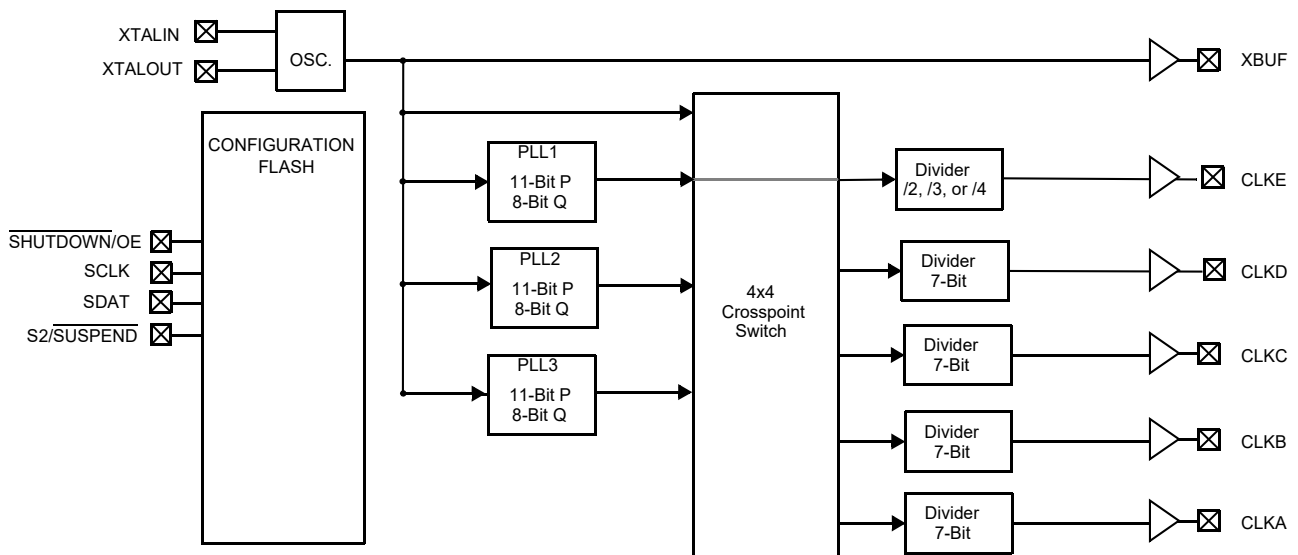 XTALIN
XTALOUT
OSC.
XBUF
CONFIGURATION
FLASH
SHUTDOWN/OE
SCLK
SDAT
S2/SUSPEND
PLL1
11-Bit P
8-Bit Q
PLL2
11-Bit P
8-Bit Q
PLL3
11-Bit P
8-Bit Q
4x4
Crosspoint
Switch
Divider
/2, /3, or /4
CLKE
Divider
7-Bit
CLKD
Divider
7-Bit
CLKC
Divider
7-Bit
CLKB
Divider
7-Bit
CLKA